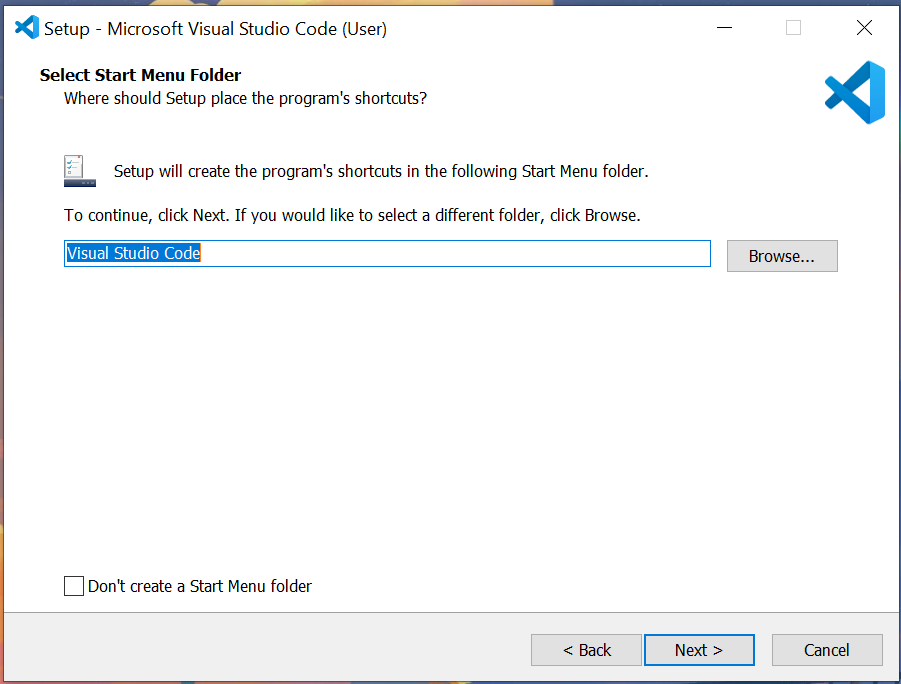 Setup - Microsoft Visual Studio Code (User)
Select Start Menu Folder
Where should Setup place the program's shortcuts?
Setup will create the program's shortcuts in the following Start Menu folder.
To continue, click Next. If you would like to select a different folder, click Browse.
Visual Studio Code
Browse...
Don't create a Start Menu folder
< Back
Next >
Cancel